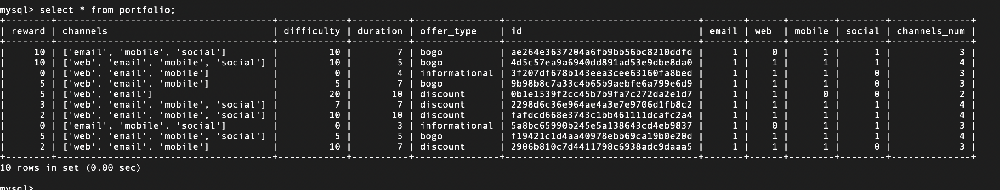 mysql> select * from portfolio;
+--------+--------------------------------------+------------+----------+---------------+----------------------------------+-------+------+--------+--------+--------------+
| reward | channels                             | difficulty | duration | offer_type    | id                               | email | web  | mobile | social | channels_num |
+--------+--------------------------------------+------------+----------+---------------+----------------------------------+-------+------+--------+--------+--------------+
|     10 | ['email', 'mobile', 'social']        |         10 |        7 | bogo          | ae264e3637204a6fb9bb56bc8210ddfd |     1 |    0 |      1 |      1 |            3 |
|     10 | ['web', 'email', 'mobile', 'social'] |         10 |        5 | bogo          | 4d5c57ea9a6940dd891ad53e9dbe8da0 |     1 |    1 |      1 |      1 |            4 |
|      0 | ['web', 'email', 'mobile']           |          0 |        4 | informational | 3f207df678b143eea3cee63160fa8bed |     1 |    1 |      1 |      0 |            3 |
|      5 | ['web', 'email', 'mobile']           |          5 |        7 | bogo          | 9b98b8c7a33c4b65b9aebfe6a799e6d9 |     1 |    1 |      1 |      0 |            3 |
|      5 | ['web', 'email']                     |         20 |       10 | discount      | 0b1e1539f2cc45b7b9fa7c272da2e1d7 |     1 |    1 |      0 |      0 |            2 |
|      3 | ['web', 'email', 'mobile', 'social'] |          7 |        7 | discount      | 2298d6c36e964ae4a3e7e9706d1fb8c2 |     1 |    1 |      1 |      1 |            4 |
|      2 | ['web', 'email', 'mobile', 'social'] |         10 |       10 | discount      | fafdcd668e3743c1bb461111dcafc2a4 |     1 |    1 |      1 |      1 |            4 |
|      0 | ['email', 'mobile', 'social']        |          0 |        3 | informational | 5a8bc65990b245e5a138643cd4eb9837 |     1 |    0 |      1 |      1 |            3 |
|      5 | ['web', 'email', 'mobile', 'social'] |          5 |        5 | bogo          | f19421c1d4aa40978ebb69ca19b0e20d |     1 |    1 |      1 |      1 |            4 |
|      2 | ['web', 'email', 'mobile']           |         10 |        7 | discount      | 2906b810c7d4411798c6938adc9daaa5 |     1 |    1 |      1 |      0 |            3 |
+--------+--------------------------------------+------------+----------+---------------+----------------------------------+-------+------+--------+--------+--------------+
10 rows in set (0.00 sec)
mysql>